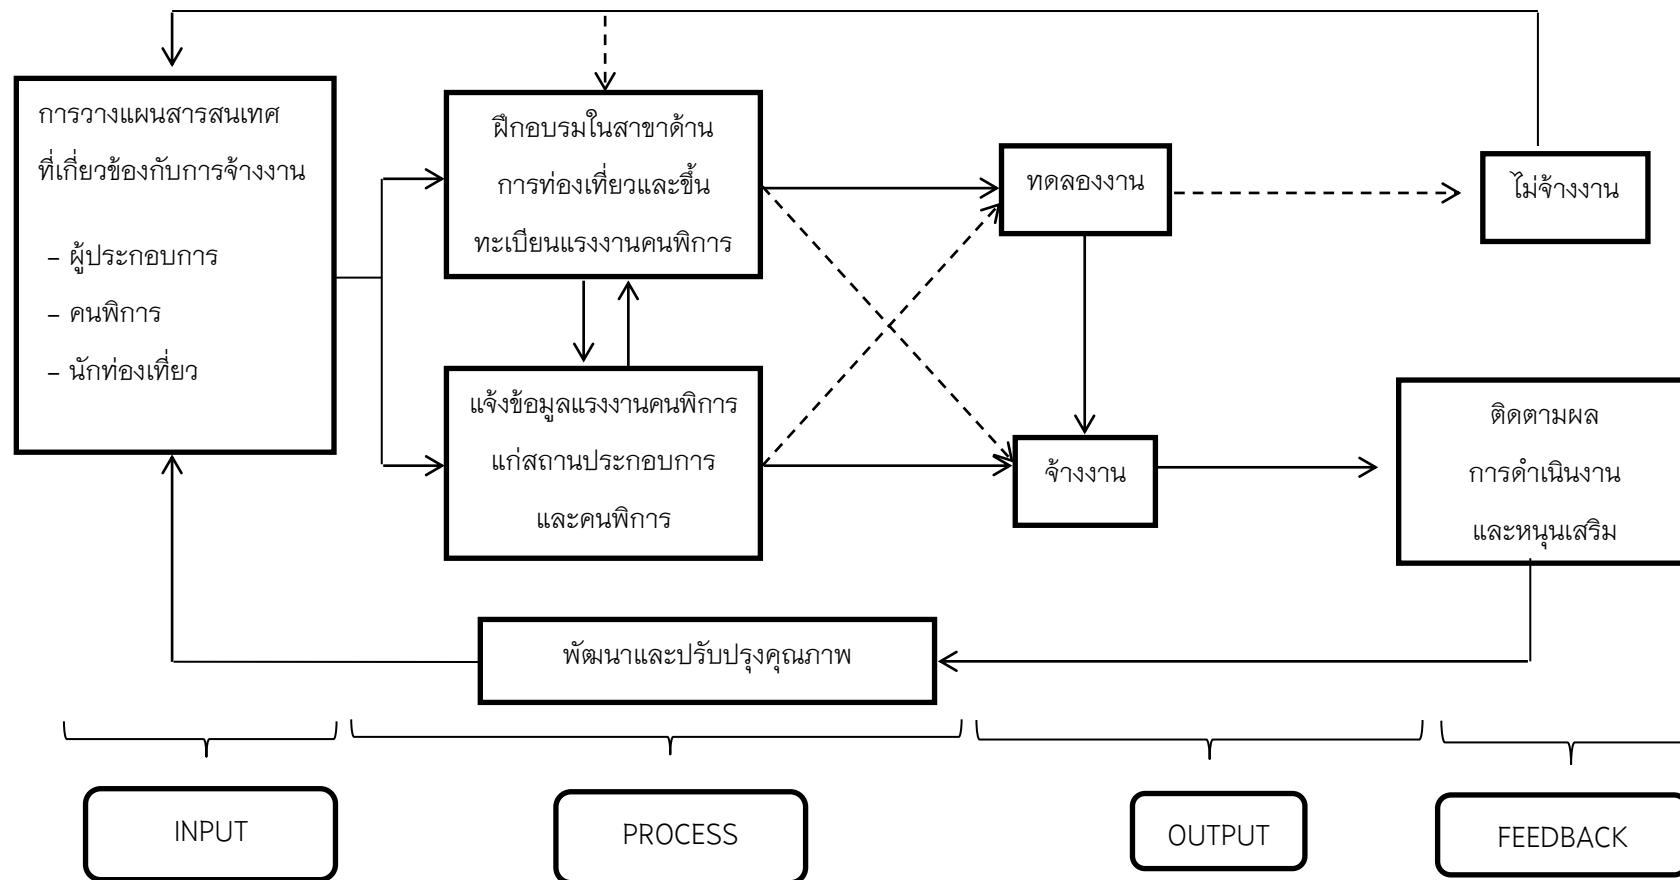 การวางแผนสารสนเทศ
ที่เกี่ยวข้องกับการจ้างงาน
– ผู้ประกอบการ
– คนพิการ
– นักท่องเที่ยว
ฝึกอบรมในสาขาด้าน
การท่องเที่ยวและขึ้น
ทะเบียนแรงงานคนพิการ
แจ้งข้อมูลแรงงานคนพิการ
แก่สถานประกอบการ
และคนพิการ
ทดลองงาน
จ้างงาน
ไม่จ้างงาน
ติดตามผล
การดำเนินงาน
และหนุนเสริม
พัฒนาและปรับปรุงคุณภาพ
INPUT
PROCESS
OUTPUT
FEEDBACK